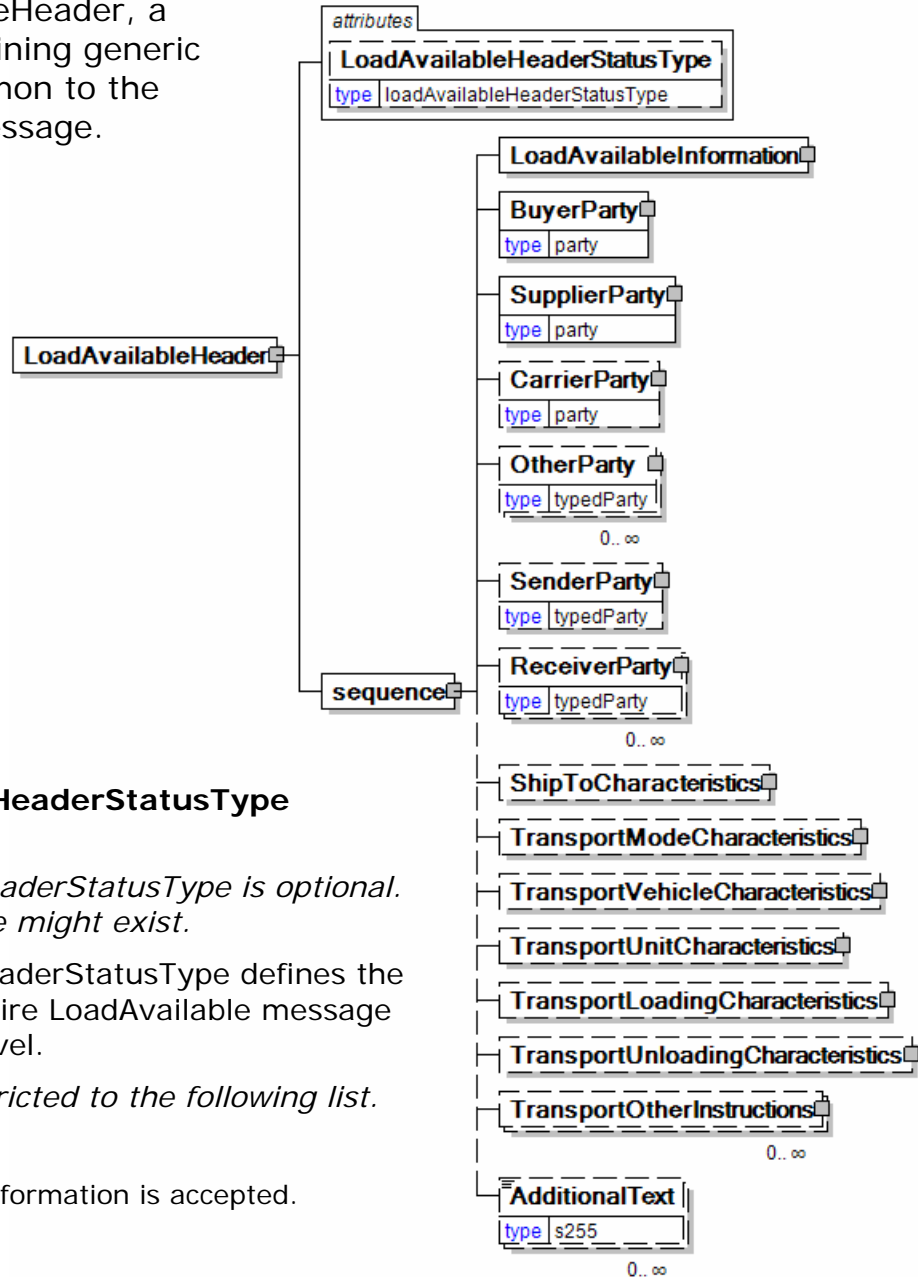 eHeader, a
ining generic
non to the
ssage.
attributes
LoadAvailableHeaderStatusType
type loadAvailableHeaderStatusType
LoadAvailableInformation
BuyerParty
type party
SupplierParty
type party
LoadAvailableHeader
CarrierParty
type party
OtherParty
type typedParty
0.. ∞
SenderParty
type typedParty
sequence
ReceiverParty
type typedParty
0.. ∞
ShipToCharacteristics
TransportModeCharacteristics
TransportVehicleCharacteristics
TransportUnitCharacteristics
TransportLoadingCharacteristics
TransportUnloadingCharacteristics
TransportOtherInstructions
0.. ∞
AdditionalText
type s255
0.. ∞
HeaderStatusType
eaderStatusType is optional.
e might exist.
aderStatusType defines the
ire LoadAvailable message
vel.
ricted to the following list.
formation is accepted.